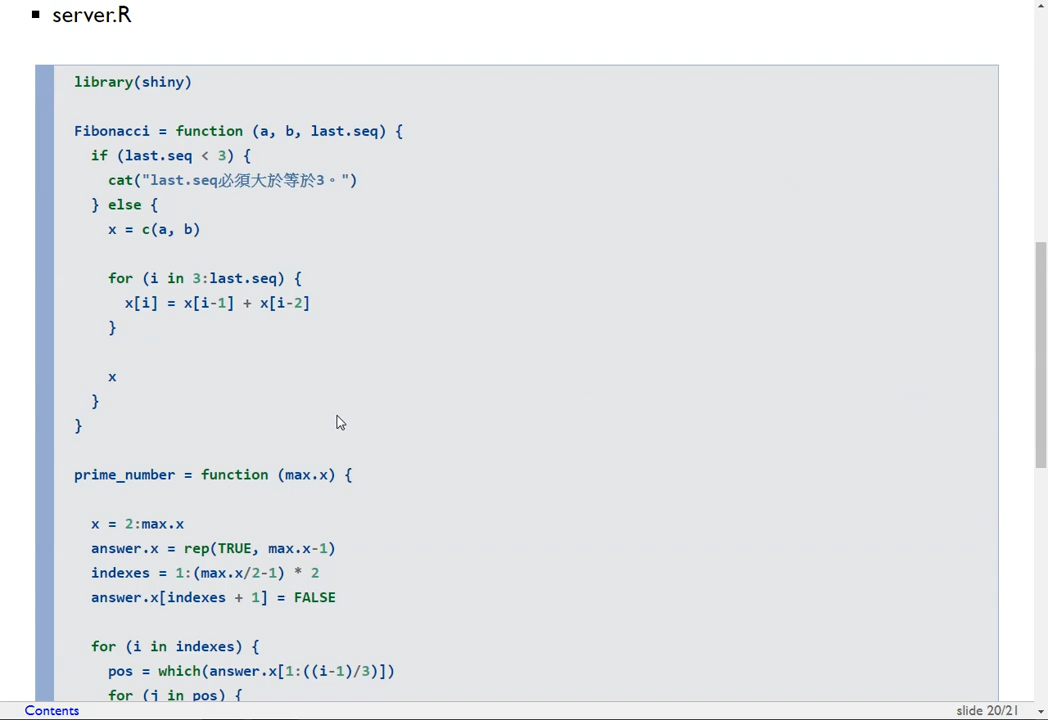 ▪ server.R
library(shiny)
Fibonacci = function (a, b, last.seq) {
if (last.seq < 3) {
cat("last.seq必須大於等於3。")
} else {
x = c(a, b)
for (i in 3:last.seq) {
x[i] = x[i-1] + x[i-2]
}
x
}
}
prime_number = function (max.x) {
x = 2:max.x
answer.x = rep(TRUE, max.x-1)
indexes = 1:(max.x/2-1) * 2
answer.x[indexes + 1] = FALSE
for (i in indexes) {
pos = which(answer.x[1:((i-1)/3)])
for (j in pos) {
Contents
slide 20/21